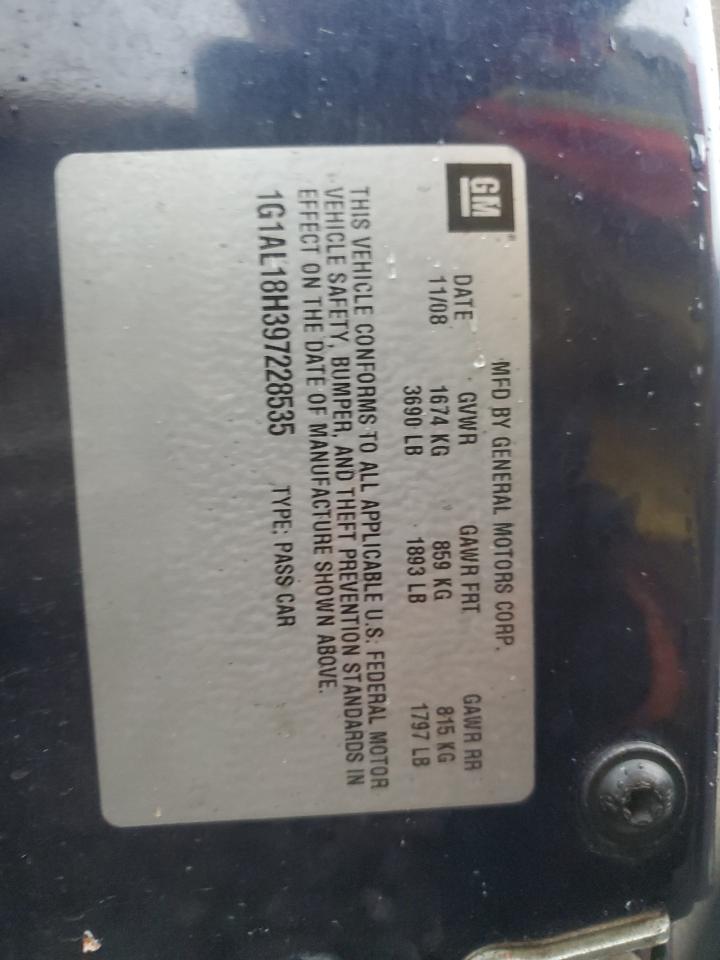 GM
MFD BY GENERAL MOTORS CORP.
DATE GVWR GAWR FRT GAWR RR
11/08 1674 KG 859 KG 815 KG
3690 LB 1893 LB 1797 LB
THIS VEHICLE CONFORMS TO ALL APPLICABLE U.S. FEDERAL MOTOR
VEHICLE SAFETY, BUMPER, AND THEFT PREVENTION STANDARDS IN
EFFECT ON THE DATE OF MANUFACTURE SHOWN ABOVE.
1G1AL18H397228535 TYPE: PASS CAR